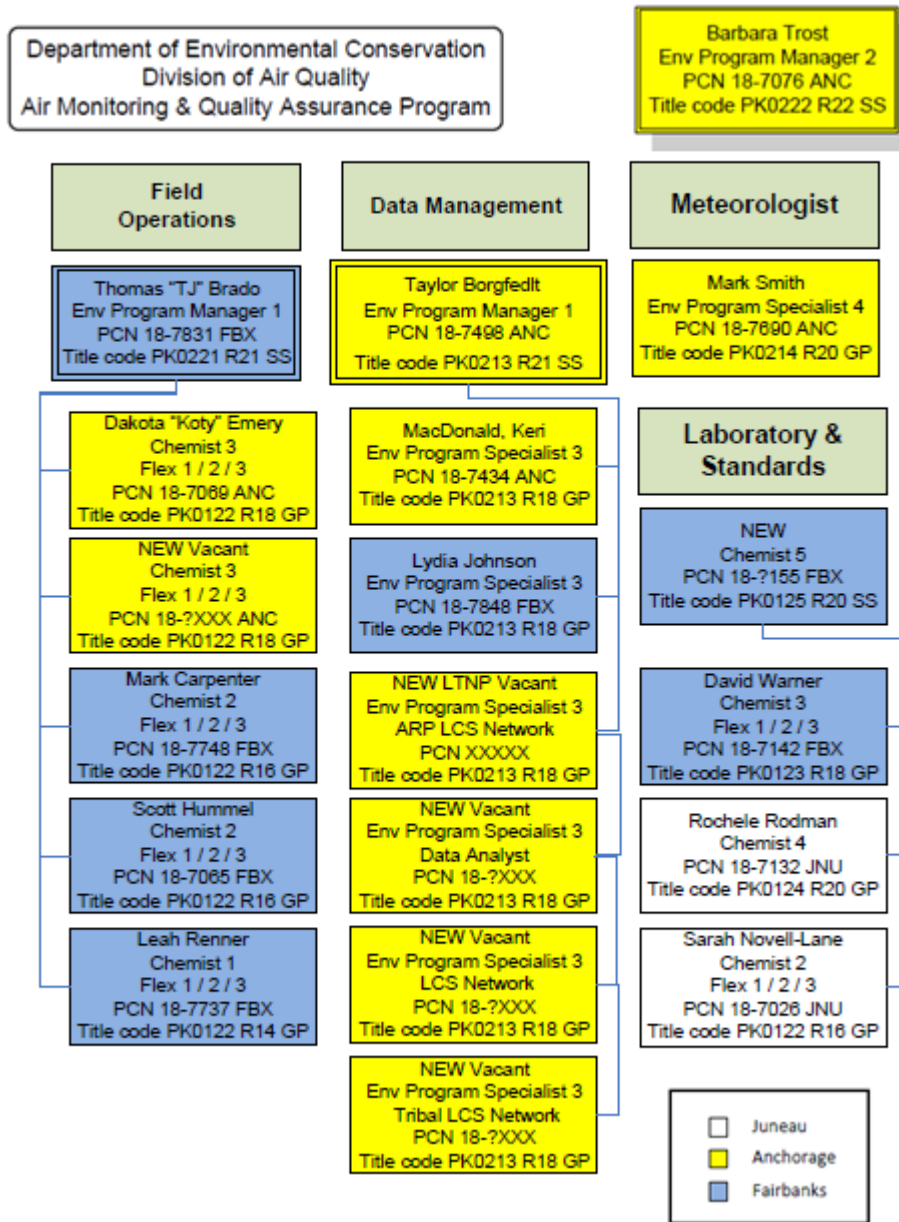 Department of Environmental Conservation
Division of Air Quality
Air Monitoring & Quality Assurance Program
Barbara Trost
Env Program Manager 2
PCN 18-7076 ANC
Title code PK0222 R22 SS
Field
Operations
Thomas "TJ" Brado
Env Program Manager 1
PCN 18-7831 FBX
Title code PK0221 R21 SS
Dakota "Koty" Emery
Chemist 3
Flex 1 / 2 / 3
PCN 18-7069 ANC
Title code PK0122 R18 GP
NEW Vacant
Chemist 3
Flex 1 / 2 / 3
PCN 18-?XXX ANC
Title code PK0122 R18 GP
Mark Carpenter
Chemist 2
Flex 1 / 2 / 3
PCN 18-7748 FBX
Title code PK0122 R16 GP
Scott Hummel
Chemist 2
Flex 1 / 2 / 3
PCN 18-7065 FBX
Title code PK0122 R16 GP
Leah Renner
Chemist 1
Flex 1 / 2 / 3
PCN 18-7737 FBX
Title code PK0122 R14 GP
Data Management
Taylor Borgfedlt
Env Program Manager 1
PCN 18-7498 ANC
Title code PK0213 R21 SS
MacDonald, Keri
Env Program Specialist 3
PCN 18-7434 ANC
Title code PK0213 R18 GP
Lydia Johnson
Env Program Specialist 3
PCN 18-7848 FBX
Title code PK0213 R18 GP
NEW LTNP Vacant
Env Program Specialist 3
ARP LCS Network
PCN XXXXX
Title code PK0213 R18 GP
NEW Vacant
Env Program Specialist 3
Data Analyst
PCN 18-?XXX
Title code PK0213 R18 GP
NEW Vacant
Env Program Specialist 3
LCS Network
PCN 18-?XXX
Title code PK0213 R18 GP
NEW Vacant
Env Program Specialist 3
Tribal LCS Network
PCN 18-?XXX
Title code PK0213 R18 GP
Meteorologist
Mark Smith
Env Program Specialist 4
PCN 18-7690 ANC
Title code PK0214 R20 GP
Laboratory &
Standards
NEW
Chemist 5
PCN 18-?155 FBX
Title code PK0125 R20 SS
David Warner
Chemist 3
Flex 1 / 2 / 3
PCN 18-7142 FBX
Title code PK0123 R18 GP
Rochele Rodman
Chemist 4
PCN 18-7132 JNU
Title code PK0124 R20 GP
Sarah Novell-Lane
Chemist 2
Flex 1 / 2 / 3
PCN 18-7026 JNU
Title code PK0122 R16 GP
Juneau
Anchorage
Fairbanks